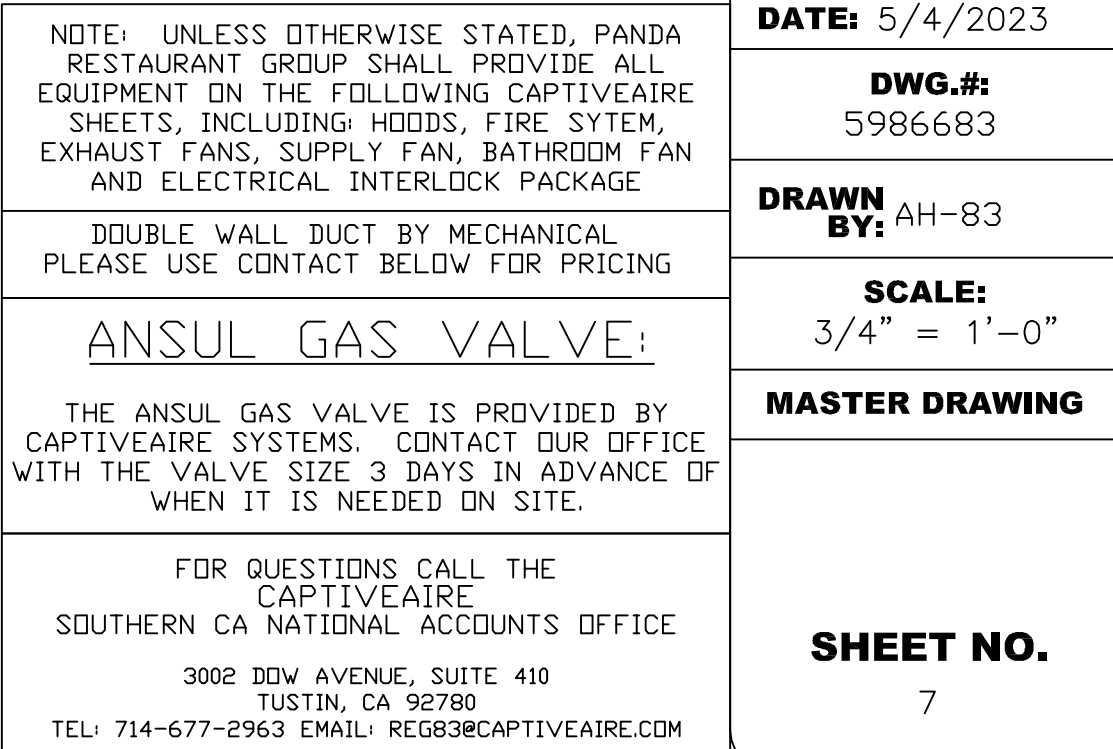 NOTE: UNLESS OTHERWISE STATED, PANDA
RESTAURANT GROUP SHALL PROVIDE ALL
EQUIPMENT ON THE FOLLOWING CAPTIVEAIRE
SHEETS, INCLUDING: HOODS, FIRE SYTEM,
EXHAUST FANS, SUPPLY FAN, BATHROOM FAN
AND ELECTRICAL INTERLOCK PACKAGE
DOUBLE WALL DUCT BY MECHANICAL
PLEASE USE CONTACT BELOW FOR PRICING
ANSUL GAS VALVE:
THE ANSUL GAS VALVE IS PROVIDED BY
CAPTIVEAIRE SYSTEMS. CONTACT OUR OFFICE
WITH THE VALVE SIZE 3 DAYS IN ADVANCE OF
WHEN IT IS NEEDED ON SITE.
FOR QUESTIONS CALL THE
CAPTIVEAIRE
SOUTHERN CA NATIONAL ACCOUNTS OFFICE
3002 DOW AVENUE, SUITE 410
TUSTIN, CA 92780
TEL: 714-677-2963 EMAIL: REG83@CAPTIVEAIRE.COM
DATE: 5/4/2023
DWG.#:
5986683
DRAWN
BY: AH-83
SCALE:
3/4" = 1'-0"
MASTER DRAWING
SHEET NO.
7